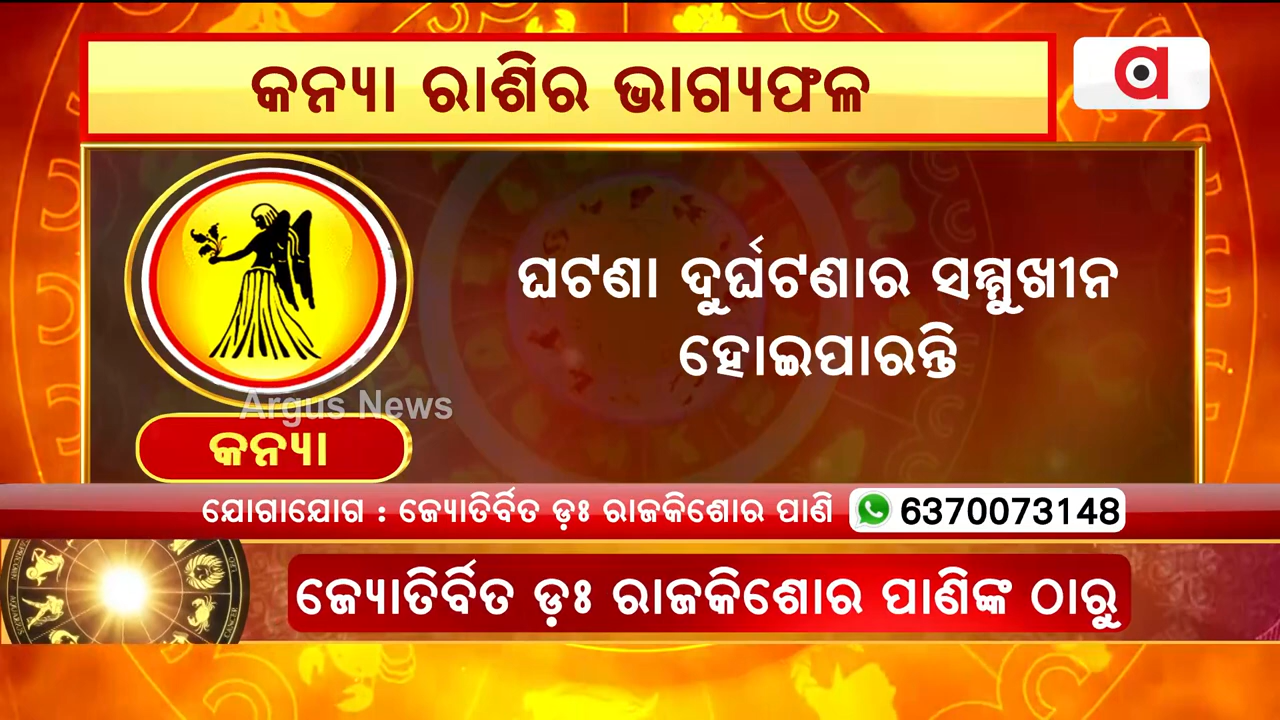 କନ୍ୟା ରାଶିର ଭାଗ୍ୟଫଳ
a
ଘଟଣା ଦୁର୍ଘଟଣାର ସମ୍ମୁଖୀନ
ହୋଇପାରନ୍ତି
Argus News
କନ୍ୟା
ଯୋଗାଯୋଗ : ଜ୍ୟୋତିର୍ବିତ ଡ଼ଃ ରାଜକିଶୋର ପାଣି 6370073148
ଜ୍ୟୋତିର୍ବିତ ଡ଼ଃ ରାଜକିଶୋର ପାଣିଙ୍କ ଠାରୁ